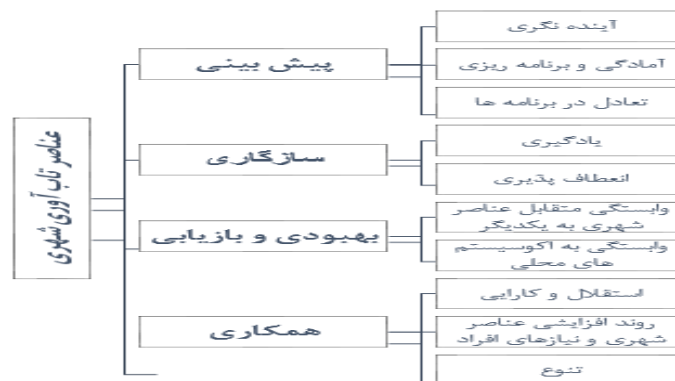 عناصر تاب آوری شهری
پیش بینی
آینده نگری
آمادگی و برنامه ریزی
تعادل در برنامه ها
سازگاری
یادگیری
انعطاف پذیری
بهبودی و بازیابی
وابستگی متقابل عناصر
شهری به یکدیگر
وابستگی به اکوسیستم
های محلی
همکاری
استقلال و کارایی
روند افزایشی عناصر
شهری و نیازهای افراد
تنوع